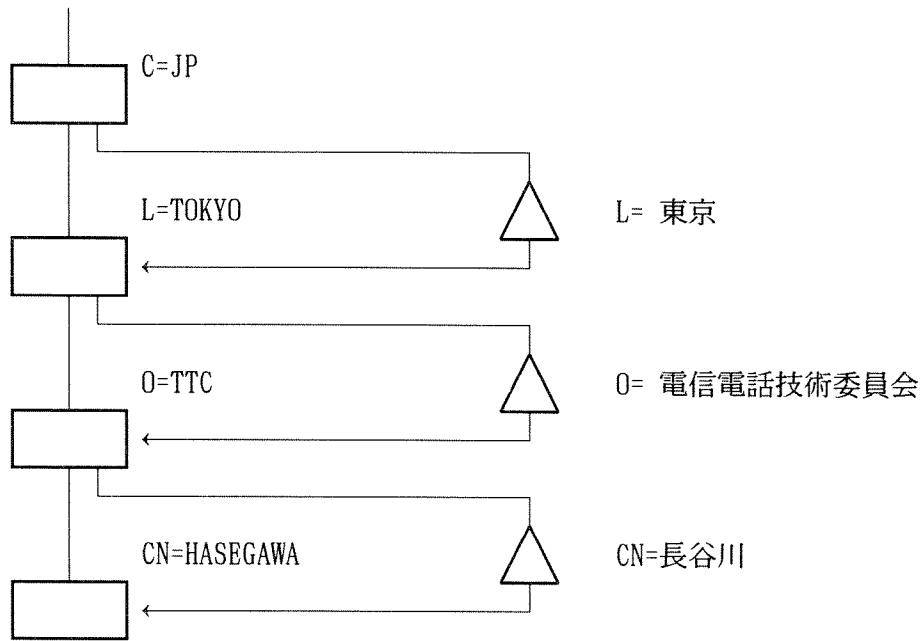 C=JP
L=TOKYO
L= 東京
O=TTC
O= 電信電話技術委員会
CN=HASEGAWA
CN=長谷川